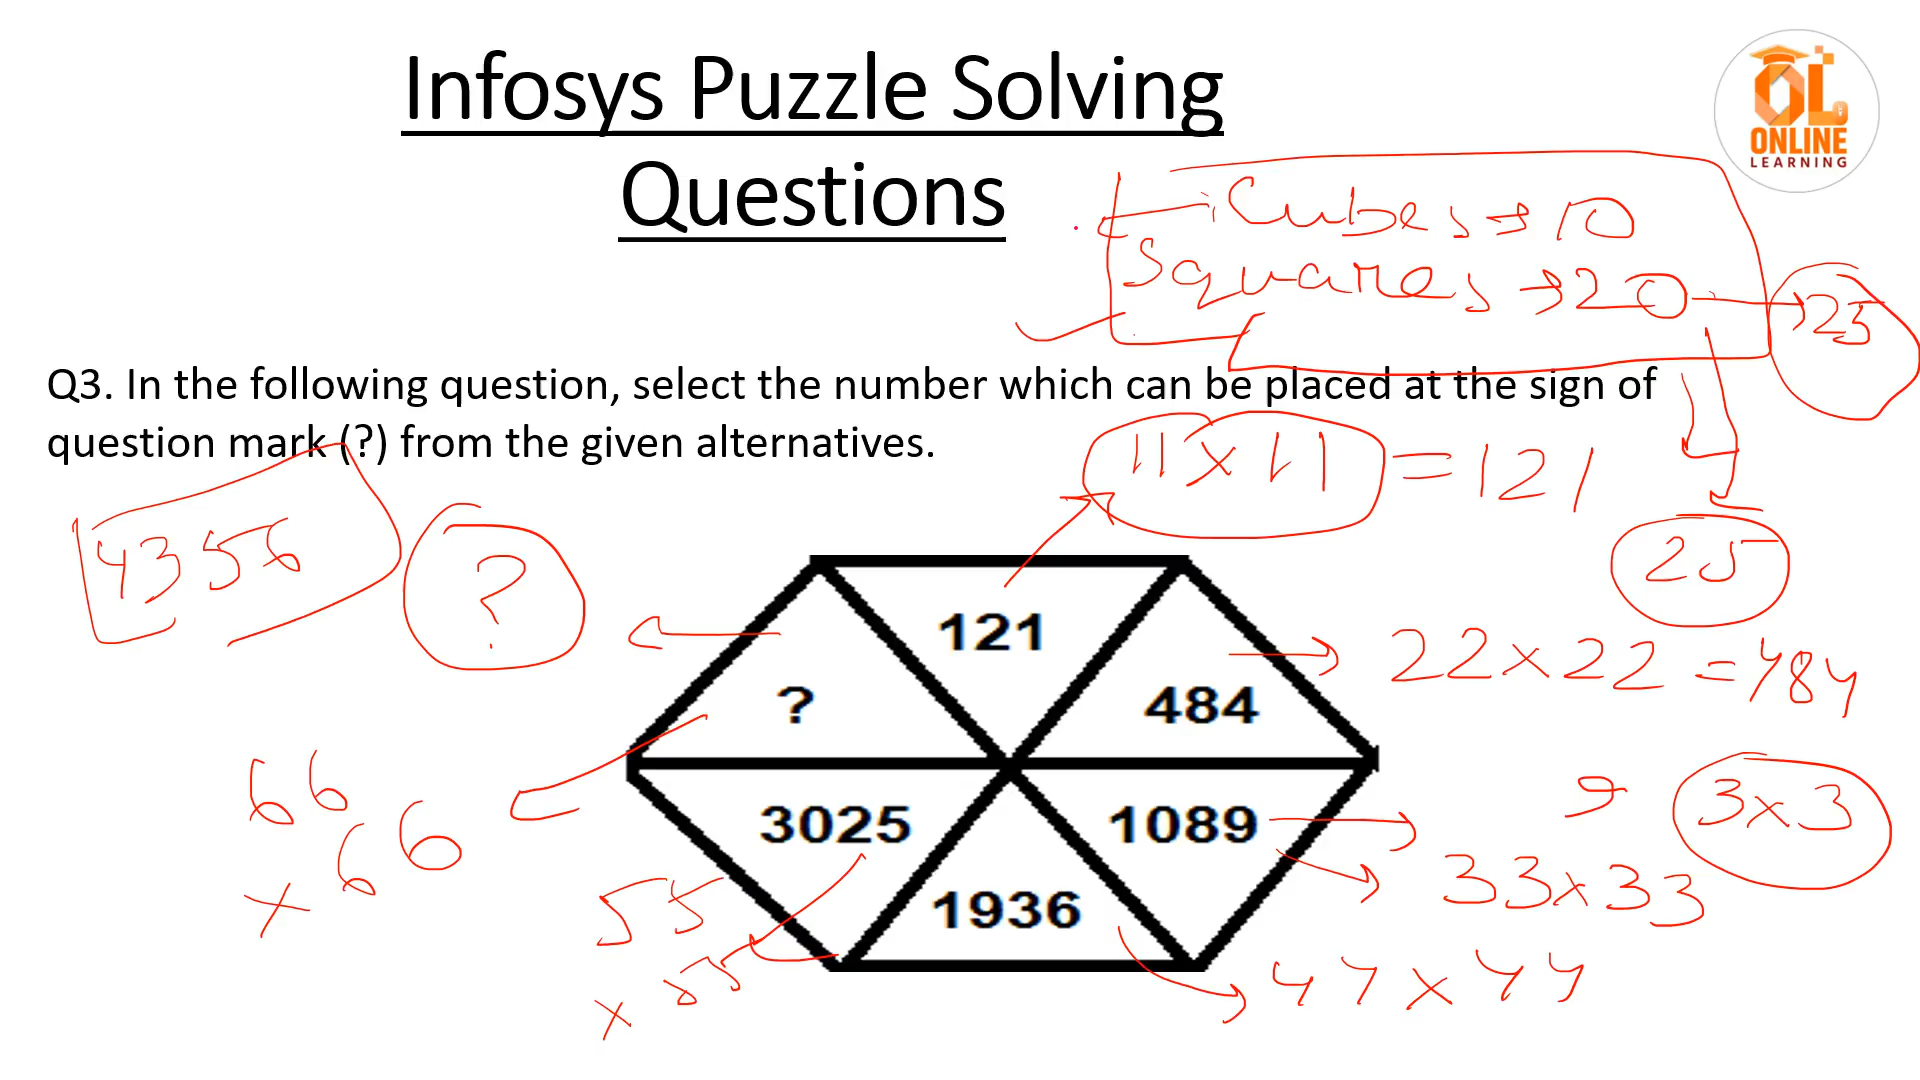 Infosys Puzzle Solving
Questions
OL
ONLINE
LEARNING
Cubes → 10
Squares → 20 → 25
Q3. In the following question, select the number which can be placed at the sign of
question mark (?) from the given alternatives.
11 x 11 = 121
4356
?
25
121
22 x 22 = 484
?
484
66
x 66
3025
1089
9
3 x 3
33 x 33
1936
55
x 55
44 x 44